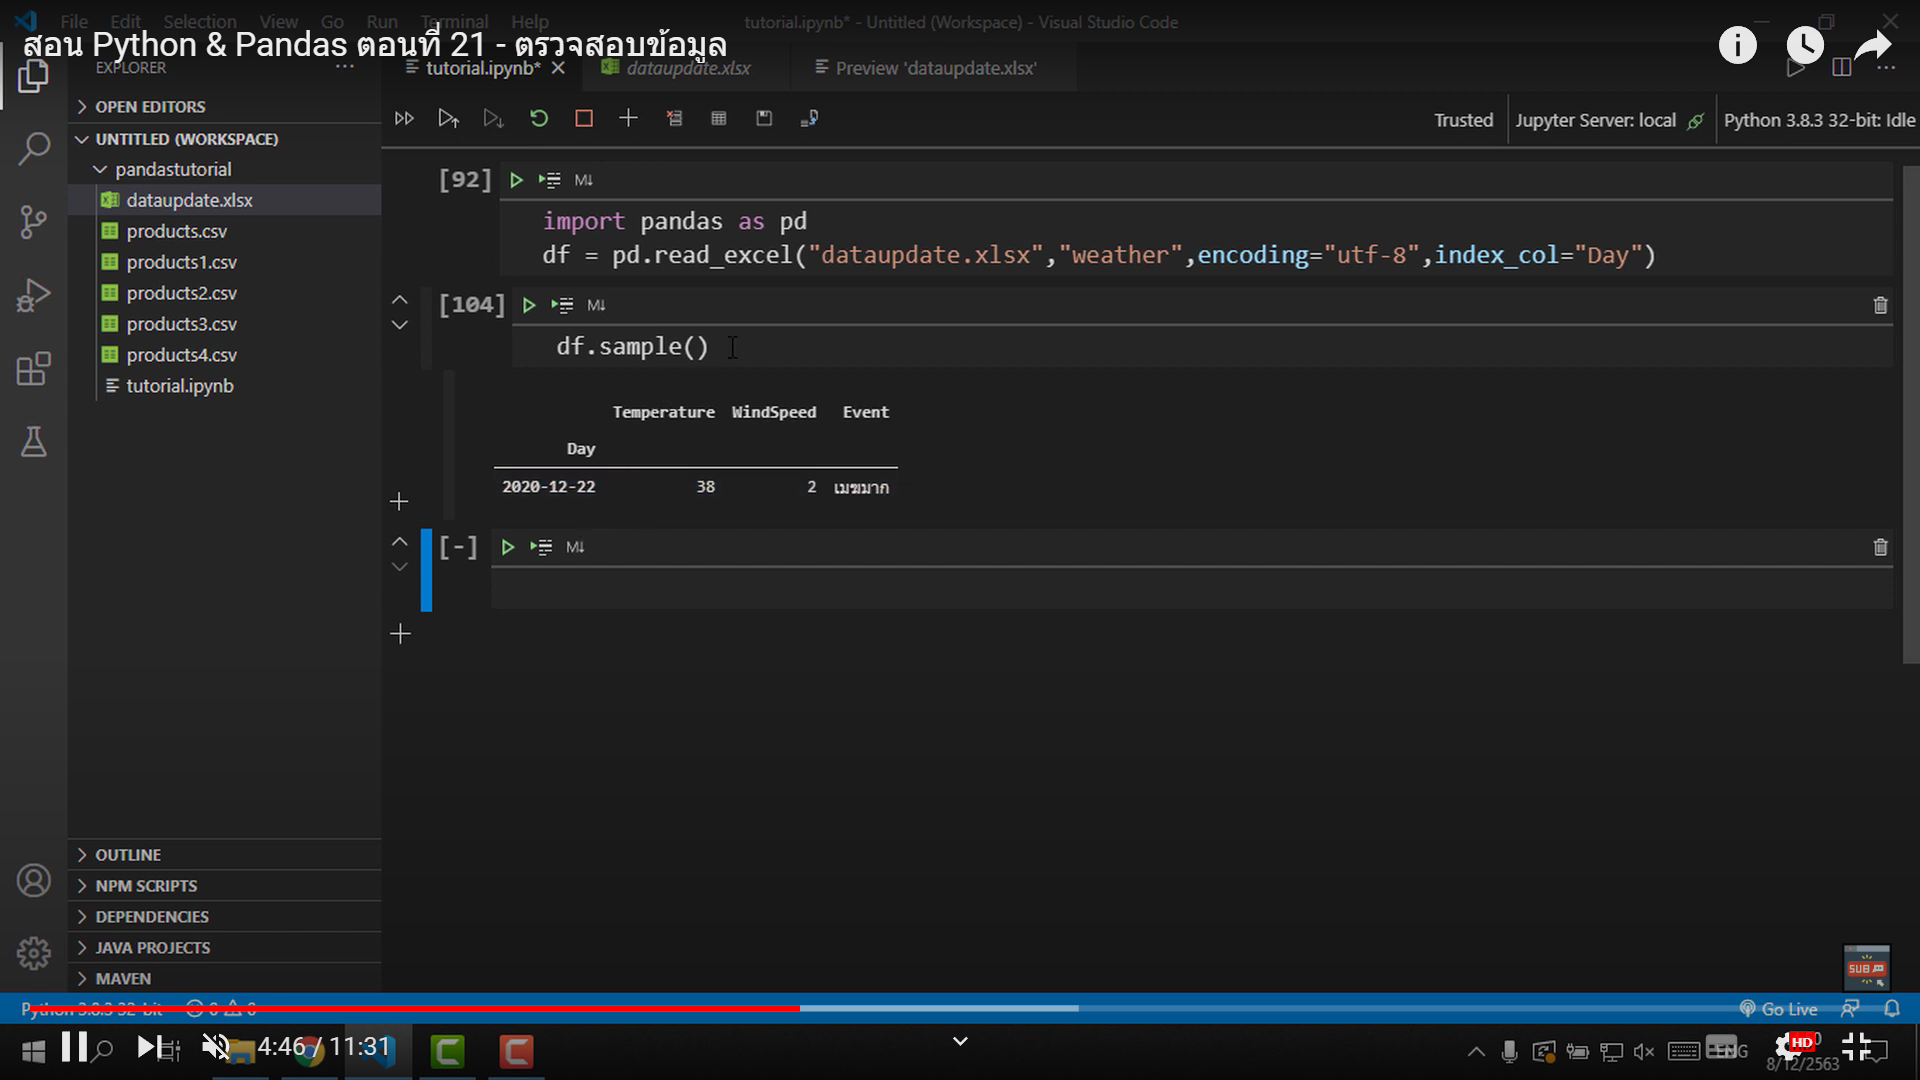 File Edit Selection View Go Run Terminal Help
tutorial.ipynb* - Untitled (Workspace) - Visual Studio Code
สอน Python & Pandas ตอนที่ 21 - ตรวจสอบข้อมูล
EXPLORER
tutorial.ipynb*
dataupdate.xlsx
Preview 'dataupdate.xlsx'
OPEN EDITORS
UNTITLED (WORKSPACE)
pandastutorial
dataupdate.xlsx
products.csv
products1.csv
products2.csv
products3.csv
products4.csv
tutorial.ipynb
Trusted
Jupyter Server: local
Python 3.8.3 32-bit: Idle
[92] M↓
import pandas as pd
df = pd.read_excel("dataupdate.xlsx","weather",encoding="utf-8",index_col="Day")
[104] M↓
df.sample()
Temperature WindSpeed Event
Day
2020-12-22 38 2 เมฆมาก
[-] M↓
OUTLINE
NPM SCRIPTS
DEPENDENCIES
JAVA PROJECTS
MAVEN
SUB
Python 3.8.3 32-bit 0 0
Go Live
4:46 / 11:31
ENG
HD
8/12/2563